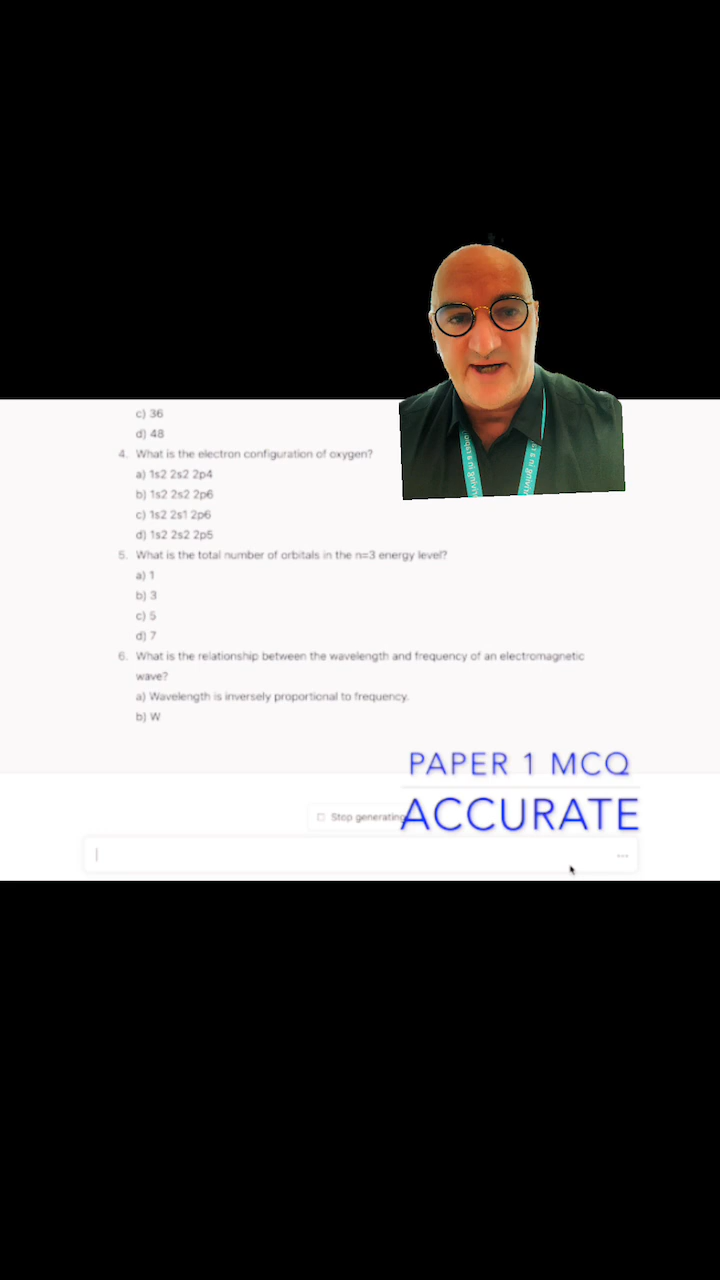 c) 36
d) 48
4. What is the electron configuration of oxygen?
a) 1s2 2s2 2p4
b) 1s2 2s2 2p6
c) 1s2 2s1 2p6
d) 1s2 2s2 2p5
5. What is the total number of orbitals in the n=3 energy level?
a) 1
b) 3
c) 5
d) 7
6. What is the relationship between the wavelength and frequency of an electromagnetic
wave?
a) Wavelength is inversely proportional to frequency.
b) W
PAPER 1 MCQ
Stop generating
ACCURATE